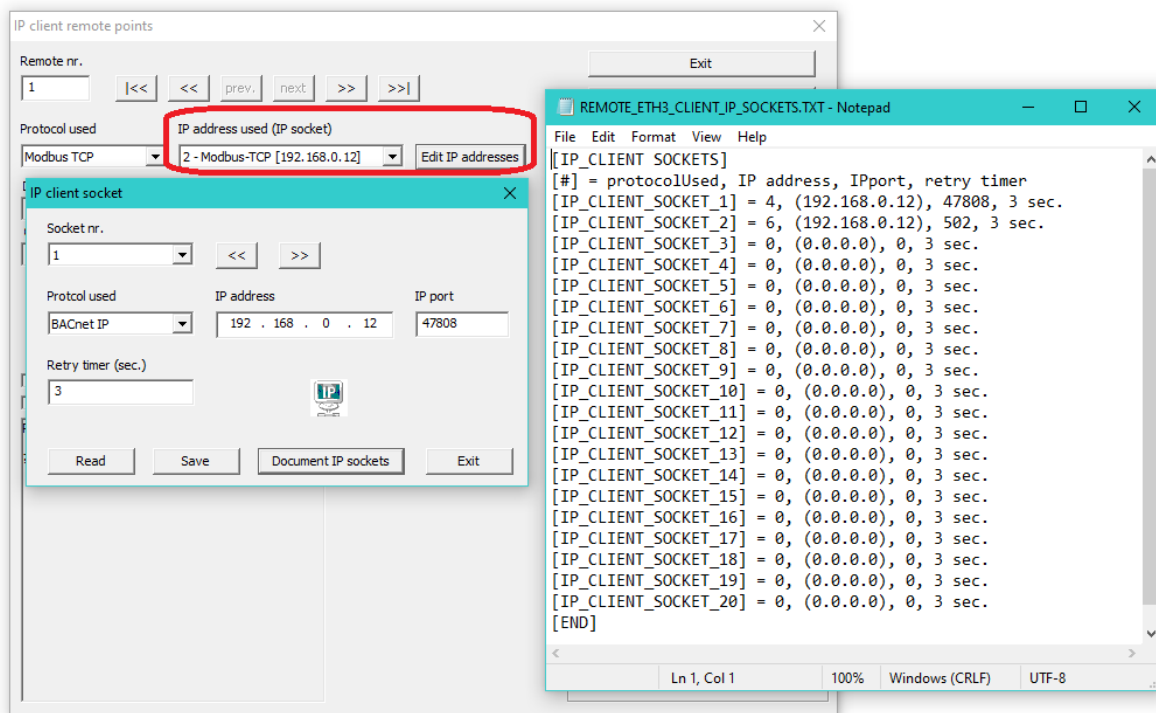 IP client remote points
Remote nr.
Exit
1
|<<
<<
prev.
next
>>
>>|
Protocol used
IP address used (IP socket)
Modbus TCP
2 - Modbus-TCP [192.168.0.12]
Edit IP addresses
IP client socket
Socket nr.
1
<<
>>
Protcol used
IP address
IP port
BACnet IP
192 . 168 . 0 . 12
47808
Retry timer (sec.)
3
IP
Read
Save
Document IP sockets
Exit
REMOTE_ETH3_CLIENT_IP_SOCKETS.TXT - Notepad
File Edit Format View Help
[IP_CLIENT SOCKETS]
[#] = protocolUsed, IP address, IPport, retry timer
[IP_CLIENT_SOCKET_1] = 4, (192.168.0.12), 47808, 3 sec.
[IP_CLIENT_SOCKET_2] = 6, (192.168.0.12), 502, 3 sec.
[IP_CLIENT_SOCKET_3] = 0, (0.0.0.0), 0, 3 sec.
[IP_CLIENT_SOCKET_4] = 0, (0.0.0.0), 0, 3 sec.
[IP_CLIENT_SOCKET_5] = 0, (0.0.0.0), 0, 3 sec.
[IP_CLIENT_SOCKET_6] = 0, (0.0.0.0), 0, 3 sec.
[IP_CLIENT_SOCKET_7] = 0, (0.0.0.0), 0, 3 sec.
[IP_CLIENT_SOCKET_8] = 0, (0.0.0.0), 0, 3 sec.
[IP_CLIENT_SOCKET_9] = 0, (0.0.0.0), 0, 3 sec.
[IP_CLIENT_SOCKET_10] = 0, (0.0.0.0), 0, 3 sec.
[IP_CLIENT_SOCKET_11] = 0, (0.0.0.0), 0, 3 sec.
[IP_CLIENT_SOCKET_12] = 0, (0.0.0.0), 0, 3 sec.
[IP_CLIENT_SOCKET_13] = 0, (0.0.0.0), 0, 3 sec.
[IP_CLIENT_SOCKET_14] = 0, (0.0.0.0), 0, 3 sec.
[IP_CLIENT_SOCKET_15] = 0, (0.0.0.0), 0, 3 sec.
[IP_CLIENT_SOCKET_16] = 0, (0.0.0.0), 0, 3 sec.
[IP_CLIENT_SOCKET_17] = 0, (0.0.0.0), 0, 3 sec.
[IP_CLIENT_SOCKET_18] = 0, (0.0.0.0), 0, 3 sec.
[IP_CLIENT_SOCKET_19] = 0, (0.0.0.0), 0, 3 sec.
[IP_CLIENT_SOCKET_20] = 0, (0.0.0.0), 0, 3 sec.
[END]
Ln 1, Col 1
100%
Windows (CRLF)
UTF-8